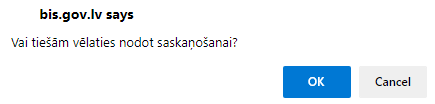 bis.gov.lv says
Vai tiešām vēlaties nodot saskaņošanai?
OK
Cancel